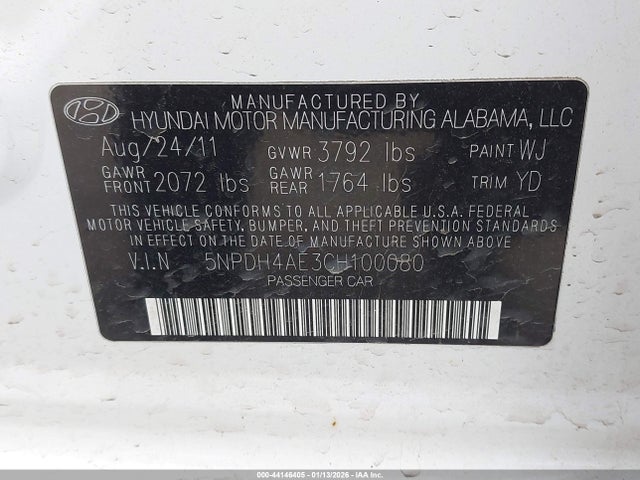 MANUFACTURED BY
HYUNDAI MOTOR MANUFACTURING ALABAMA, LLC
Aug/24/11 GVWR 3792 lbs PAINT WJ
GAWR FRONT 2072 lbs GAWR REAR 1764 lbs TRIM YD
THIS VEHICLE CONFORMS TO ALL APPLICABLE U.S.A. FEDERAL
MOTOR VEHICLE SAFETY, BUMPER, AND THEFT PREVENTION STANDARDS
IN EFFECT ON THE DATE OF MANUFACTURE SHOWN ABOVE.
V.I.N 5NPDH4AE3CH100080
PASSENGER CAR
000-44146405 - 01/13/2026 - IAAI.COM